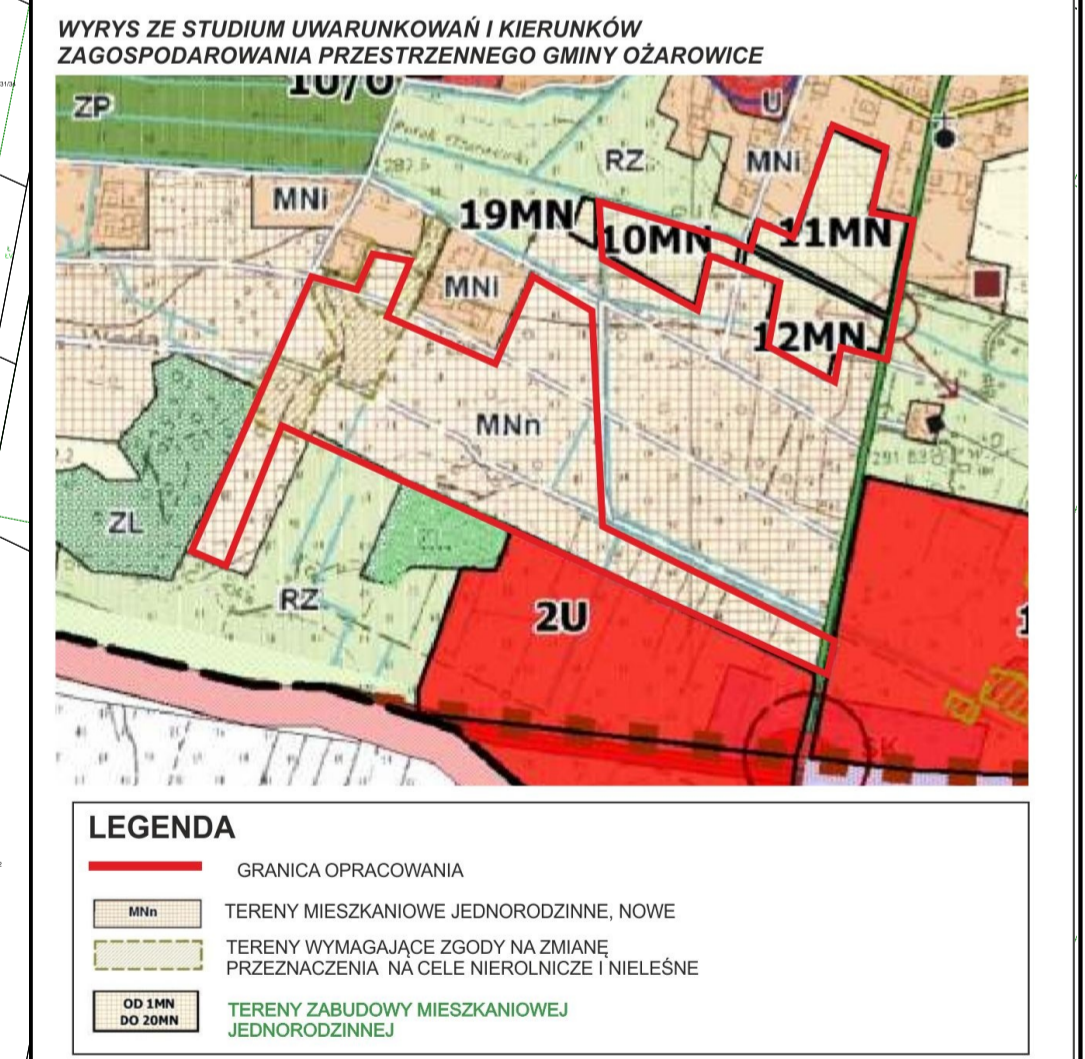 WYRYS ZE STUDIUM UWARUNKOWAŃ I KIERUNKÓW
ZAGOSPODAROWANIA PRZESTRZENNEGO GMINY OŻAROWICE
ZP
U
RZ
MNi
MNi
19MN
10MN
11MN
MNi
12MN
MNn
ZL
RZ
2U
SK
LEGENDA
GRANICA OPRACOWANIA
MNn
TERENY MIESZKANIOWE JEDNORODZINNE, NOWE
TERENY WYMAGAJĄCE ZGODY NA ZMIANĘ
PRZEZNACZENIA NA CELE NIEROLNICZE I NIELEŚNE
OD 1MN
DO 20MN
TERENY ZABUDOWY MIESZKANIOWEJ
JEDNORODZINNEJ